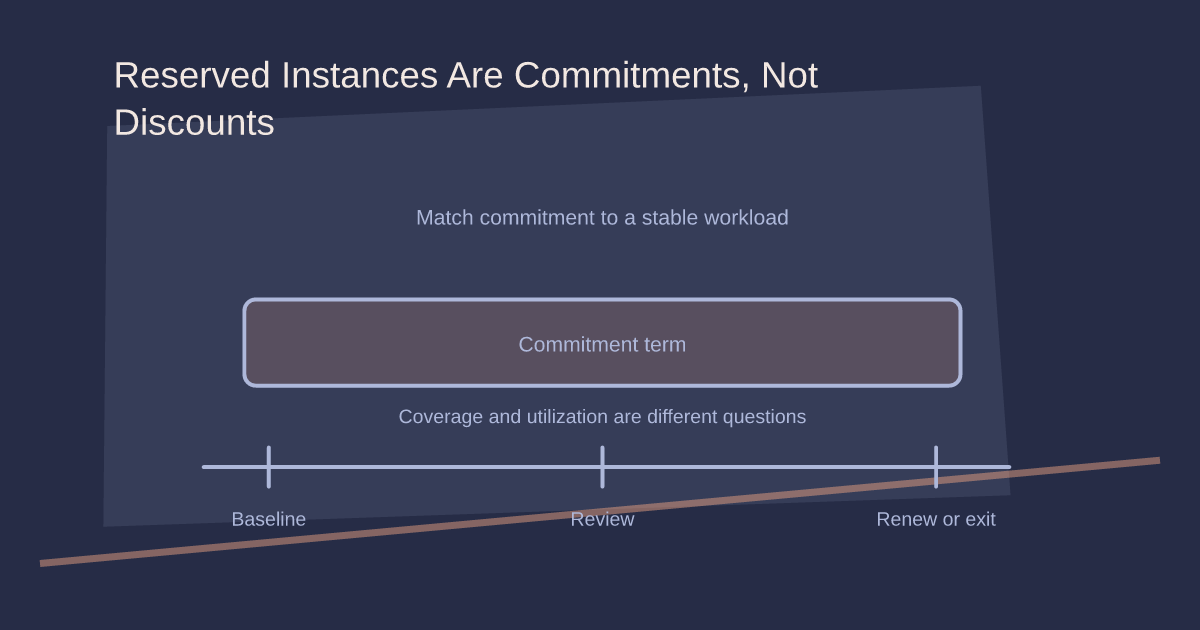 Reserved Instances Are Commitments, Not
Discounts
Match commitment to a stable workload
Commitment term
Coverage and utilization are different questions
Baseline
Review
Renew or exit